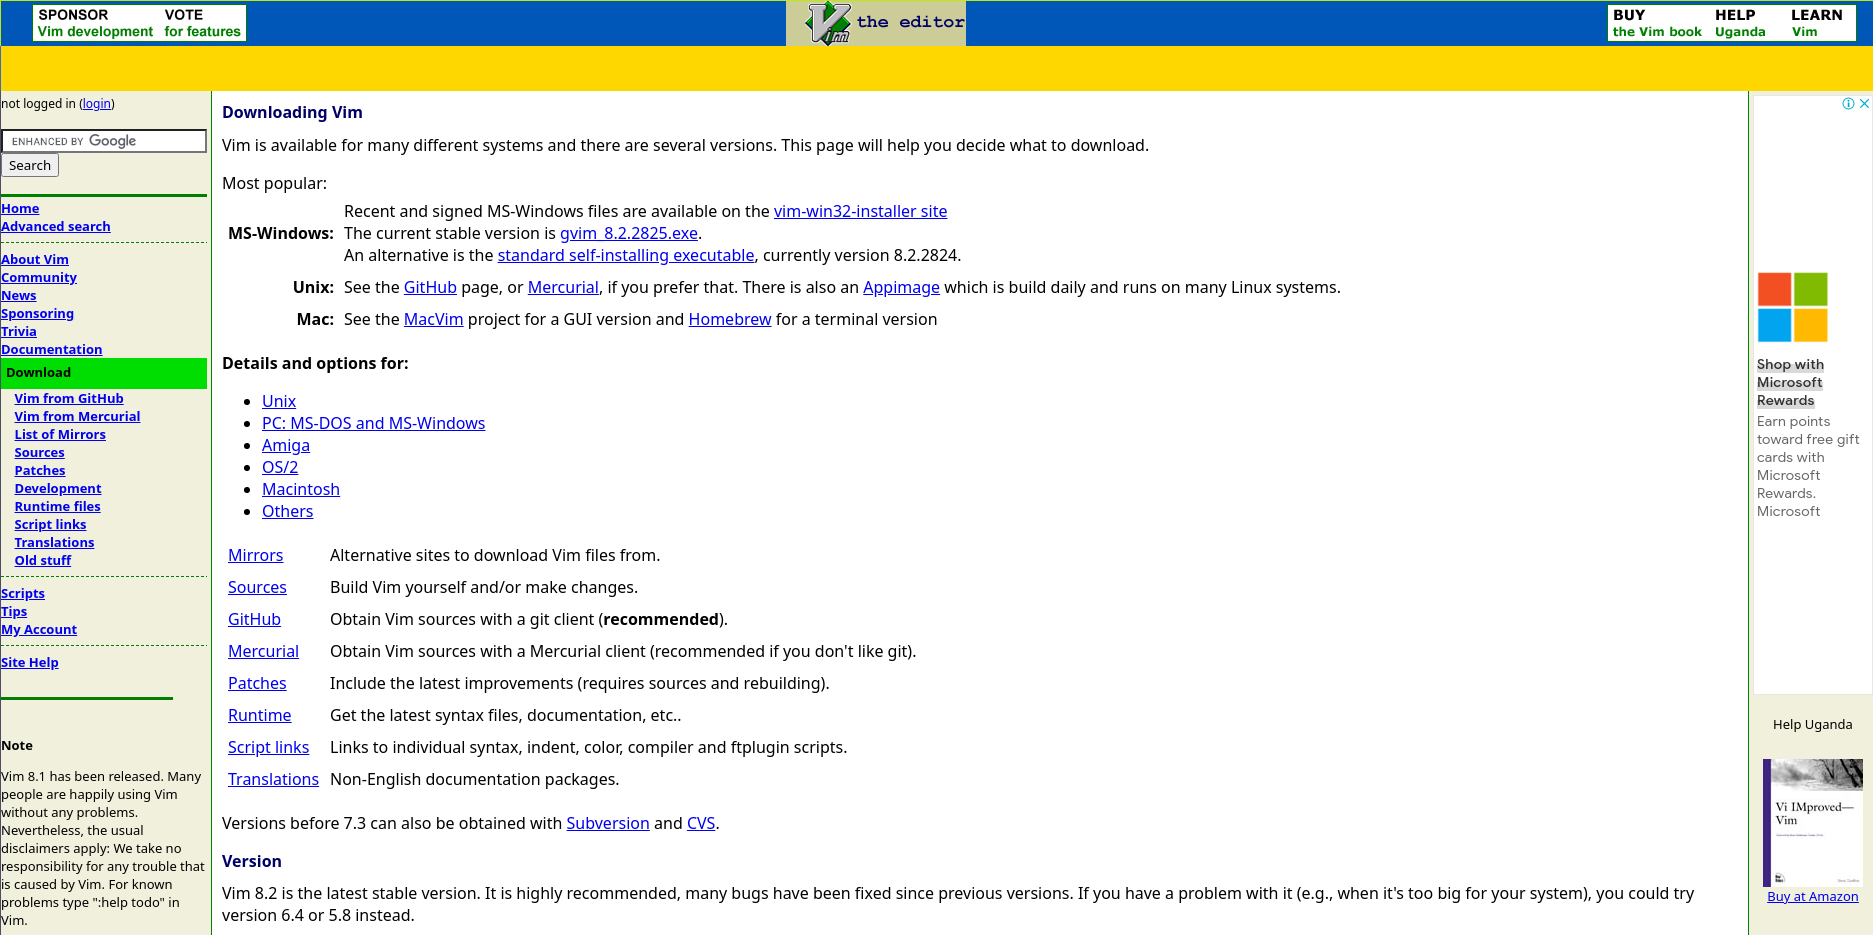 SPONSOR VOTE
Vim development for features
Vim the editor
BUY HELP LEARN
the Vim book Uganda Vim
not logged in (login)
ENHANCED BY Google
Search
Home
Advanced search
About Vim
Community
News
Sponsoring
Trivia
Documentation
Download
Vim from GitHub
Vim from Mercurial
List of Mirrors
Sources
Patches
Development
Runtime files
Script links
Translations
Old stuff
Scripts
Tips
My Account
Site Help
Note
Vim 8.1 has been released. Many
people are happily using Vim
without any problems.
Nevertheless, the usual
disclaimers apply: We take no
responsibility for any trouble that
is caused by Vim. For known
problems type ":help todo" in
Vim.
Downloading Vim
Vim is available for many different systems and there are several versions. This page will help you decide what to download.
Most popular:
Recent and signed MS-Windows files are available on the vim-win32-installer site
MS-Windows: The current stable version is gvim_8.2.2825.exe.
An alternative is the standard self-installing executable, currently version 8.2.2824.
Unix: See the GitHub page, or Mercurial, if you prefer that. There is also an Appimage which is build daily and runs on many Linux systems.
Mac: See the MacVim project for a GUI version and Homebrew for a terminal version
Details and options for:
Unix
PC: MS-DOS and MS-Windows
Amiga
OS/2
Macintosh
Others
Mirrors Alternative sites to download Vim files from.
Sources Build Vim yourself and/or make changes.
GitHub Obtain Vim sources with a git client (recommended).
Mercurial Obtain Vim sources with a Mercurial client (recommended if you don't like git).
Patches Include the latest improvements (requires sources and rebuilding).
Runtime Get the latest syntax files, documentation, etc..
Script links Links to individual syntax, indent, color, compiler and ftplugin scripts.
Translations Non-English documentation packages.
Versions before 7.3 can also be obtained with Subversion and CVS.
Version
Vim 8.2 is the latest stable version. It is highly recommended, many bugs have been fixed since previous versions. If you have a problem with it (e.g., when it's too big for your system), you could try
version 6.4 or 5.8 instead.
Shop with
Microsoft
Rewards
Earn points
toward free gift
cards with
Microsoft
Rewards.
Microsoft
Help Uganda
Vi IMproved—
Vim
Buy at Amazon